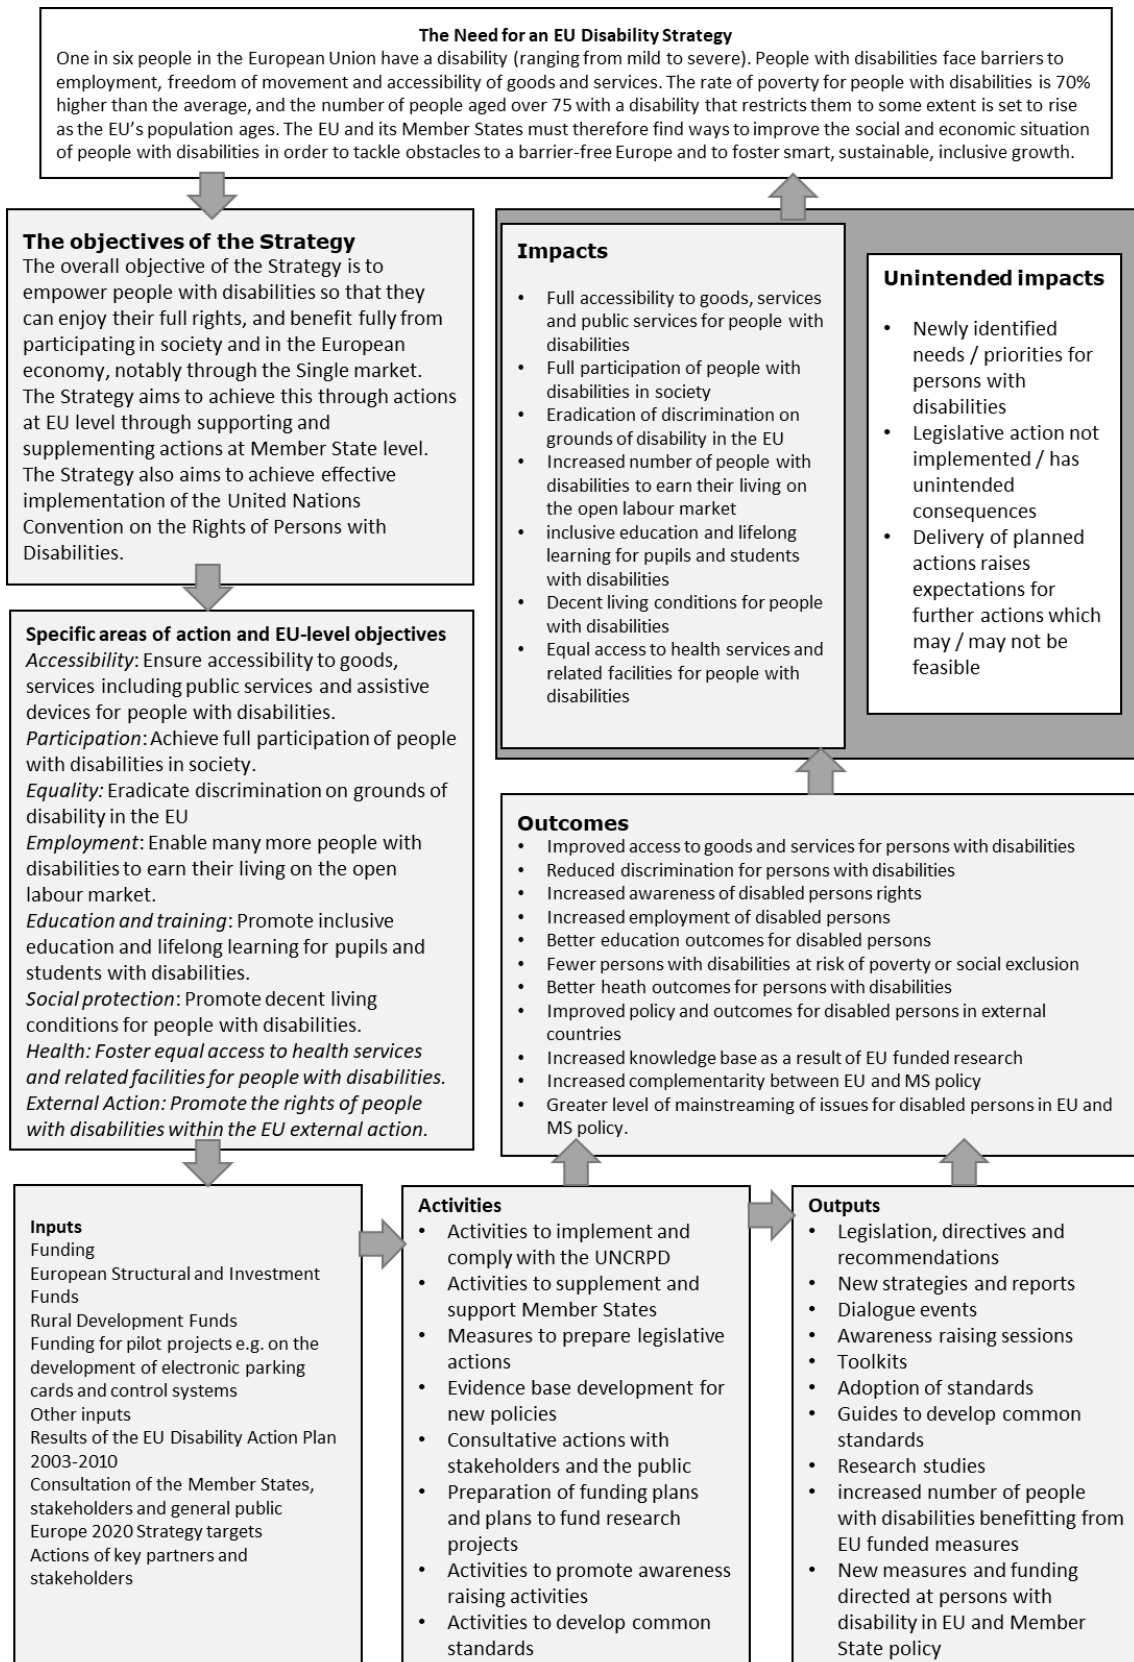 The Need for an EU Disability Strategy
One in six people in the European Union have a disability (ranging from mild to severe). People with disabilities face barriers to
employment, freedom of movement and accessibility of goods and services. The rate of poverty for people with disabilities is 70%
higher than the average, and the number of people aged over 75 with a disability that restricts them to some extent is set to rise
as the EU's population ages. The EU and its Member States must therefore find ways to improve the social and economic situation
of people with disabilities in order to tackle obstacles to a barrier-free Europe and to foster smart, sustainable, inclusive growth.
The objectives of the Strategy
The overall objective of the Strategy is to
empower people with disabilities so that they
can enjoy their full rights, and benefit fully from
participating in society and in the European
economy, notably through the Single market.
The Strategy aims to achieve this through actions
at EU level through supporting and
supplementing actions at Member State level.
The Strategy also aims to achieve effective
implementation of the United Nations
Convention on the Rights of Persons with
Disabilities.
Specific areas of action and EU-level objectives
Accessibility: Ensure accessibility to goods,
services including public services and assistive
devices for people with disabilities.
Participation: Achieve full participation of people
with disabilities in society.
Equality: Eradicate discrimination on grounds of
disability in the EU
Employment: Enable many more people with
disabilities to earn their living on the open
labour market.
Education and training: Promote inclusive
education and lifelong learning for pupils and
students with disabilities.
Social protection: Promote decent living
conditions for people with disabilities.
Health: Foster equal access to health services
and related facilities for people with disabilities.
External Action: Promote the rights of people
with disabilities within the EU external action.
Inputs
Funding
European Structural and Investment
Funds
Rural Development Funds
Funding for pilot projects e.g. on the
development of electronic parking
cards and control systems
Other inputs
Results of the EU Disability Action Plan
2003-2010
Consultation of the Member States,
stakeholders and general public
Europe 2020 Strategy targets
Actions of key partners and
stakeholders
Activities
• Activities to implement and
comply with the UNCRPD
• Activities to supplement and
support Member States
• Measures to prepare legislative
actions
• Evidence base development for
new policies
• Consultative actions with
stakeholders and the public
• Preparation of funding plans
and plans to fund research
projects
• Activities to promote awareness
raising activities
• Activities to develop common
standards
Outputs
• Legislation, directives and
recommendations
• New strategies and reports
• Dialogue events
• Awareness raising sessions
• Toolkits
• Adoption of standards
• Guides to develop common
standards
• Research studies
• increased number of people
with disabilities benefitting from
EU funded measures
• New measures and funding
directed at persons with
disability in EU and Member
State policy
Outcomes
• Improved access to goods and services for persons with disabilities
• Reduced discrimination for persons with disabilities
• Increased awareness of disabled persons rights
• Increased employment of disabled persons
• Better education outcomes for disabled persons
• Fewer persons with disabilities at risk of poverty or social exclusion
• Better heath outcomes for persons with disabilities
• Improved policy and outcomes for disabled persons in external
countries
• Increased knowledge base as a result of EU funded research
• Increased complementarity between EU and MS policy
• Greater level of mainstreaming of issues for disabled persons in EU and
MS policy.
Impacts
• Full accessibility to goods, services
and public services for people with
disabilities
• Full participation of people with
disabilities in society
• Eradication of discrimination on
grounds of disability in the EU
• Increased number of people with
disabilities to earn their living on
the open labour market
• inclusive education and lifelong
learning for pupils and students
with disabilities
• Decent living conditions for people
with disabilities
• Equal access to health services and
related facilities for people with
disabilities
Unintended impacts
• Newly identified
needs / priorities for
persons with
disabilities
• Legislative action not
implemented / has
unintended
consequences
• Delivery of planned
actions raises
expectations for
further actions which
may / may not be
feasible